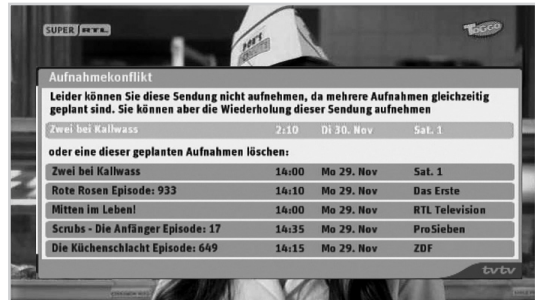 SUPER RTL
TOGGO
Aufnahmekonflikt
Leider können Sie diese Sendung nicht aufnehmen, da mehrere Aufnahmen gleichzeitig
geplant sind. Sie können aber die Wiederholung dieser Sendung aufnehmen
Zwei bei Kallwass 2:10 Di 30. Nov Sat. 1
oder eine dieser geplanten Aufnahmen löschen:
Zwei bei Kallwass 14:00 Mo 29. Nov Sat. 1
Rote Rosen Episode: 933 14:10 Mo 29. Nov Das Erste
Mitten im Leben! 14:00 Mo 29. Nov RTL Television
Scrubs - Die Anfänger Episode: 17 14:35 Mo 29. Nov ProSieben
Die Küchenschlacht Episode: 649 14:15 Mo 29. Nov ZDF
tvtv